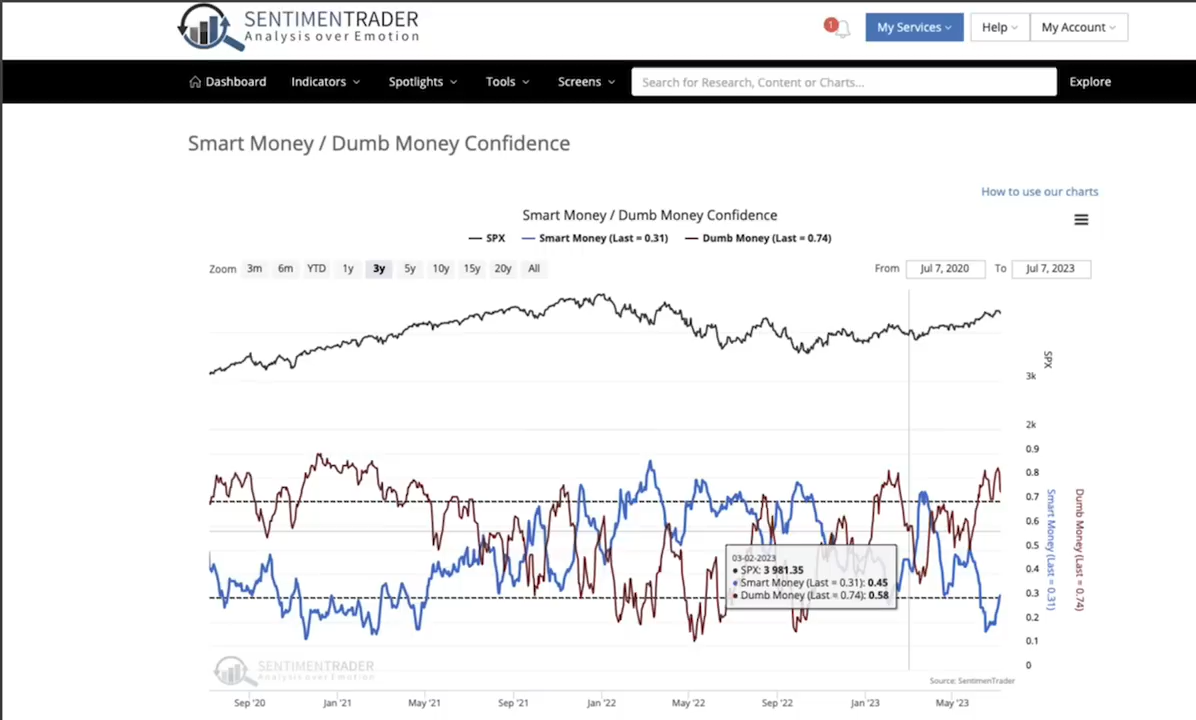 SENTIMENTRADER
Analysis over Emotion
1
My Services
Help
My Account
Dashboard
Indicators
Spotlights
Tools
Screens
Search for Research, Content or Charts...
Explore
Smart Money / Dumb Money Confidence
How to use our charts
Smart Money / Dumb Money Confidence
SPX
Smart Money (Last = 0.31)
Dumb Money (Last = 0.74)
Zoom 3m 6m YTD 1y 3y 5y 10y 15y 20y All
From Jul 7, 2020 To Jul 7, 2023
SPX
3k
2k
0.9
0.8
0.7
0.6
0.5
0.4
0.3
0.2
0.1
0
Smart Money (Last = 0.31)
Dumb Money (Last = 0.74)
03-02-2023
SPX: 3 981.35
Smart Money (Last = 0.31): 0.45
Dumb Money (Last = 0.74): 0.58
SENTIMENTRADER
Analysis over Emotion
Source: SentimenTrader
Sep '20 Jan '21 May '21 Sep '21 Jan '22 May '22 Sep '22 Jan '23 May '23